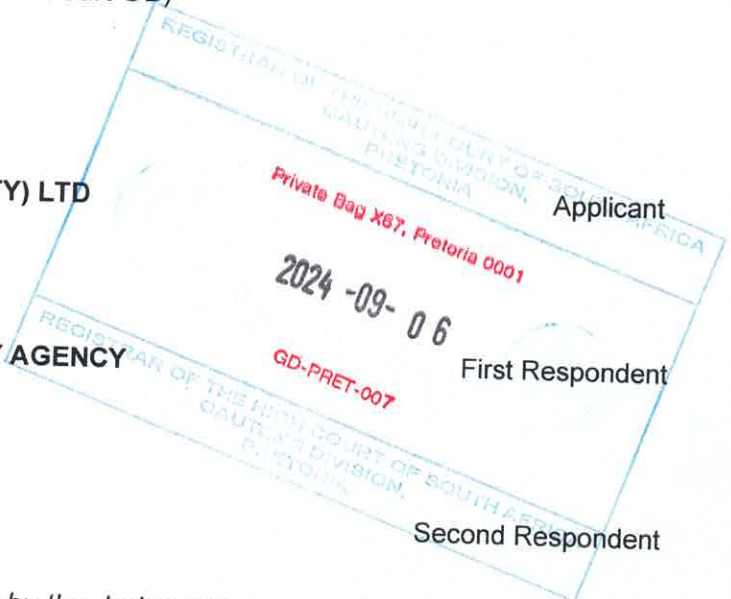 REGISTRAR OF THE HIGH COURT OF SOUTH AFRICA
GAUTENG DIVISION,
PRETORIA
TY) LTD
Applicant
Private Bag X67, Pretoria 0001
2024 -09- 06
AGENCY
First Respondent
GD-PRET-007
REGISTRAR OF THE HIGH COURT OF SOUTH AFRICA
GAUTENG DIVISION,
PRETORIA
Second Respondent